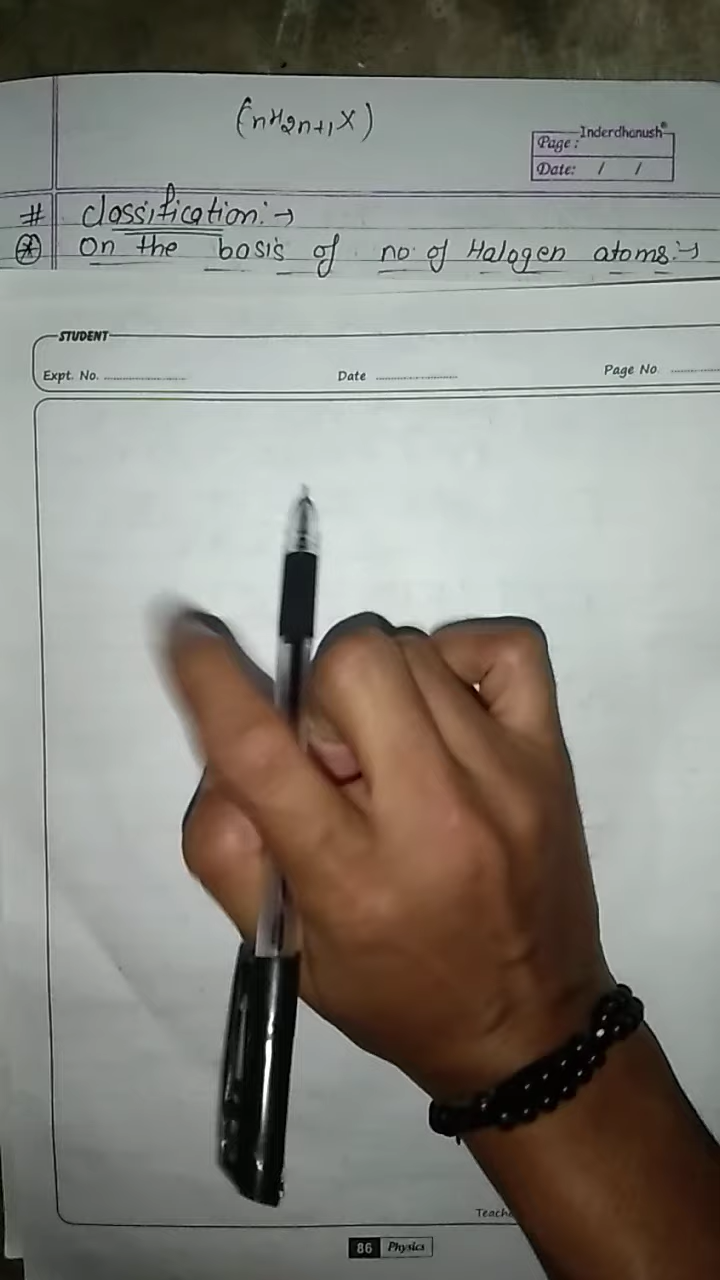 (nH2n+1X)
Inderdhanush®
Page:
Date: / /
# classification:→
* on the basis of no. of Halogen atoms:→
STUDENT
Expt. No. ............... Date ............... Page No. ...............
86 Physics